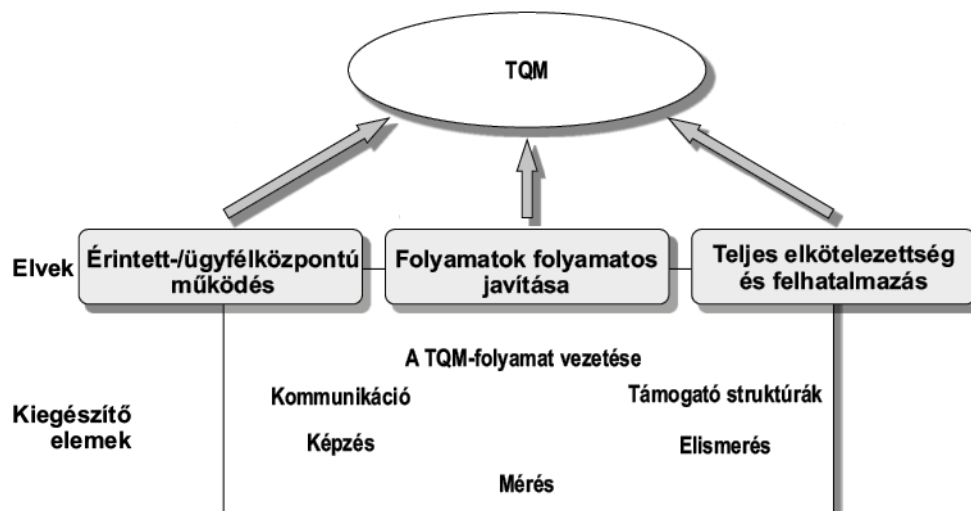 TQM
Elvek
Érintett-/ügyfélközpontú
működés
Folyamatok folyamatos
javítása
Teljes elkötelezettség
és felhatalmazás
Kiegészítő
elemek
A TQM-folyamat vezetése
Kommunikáció
Támogató struktúrák
Képzés
Elismerés
Mérés